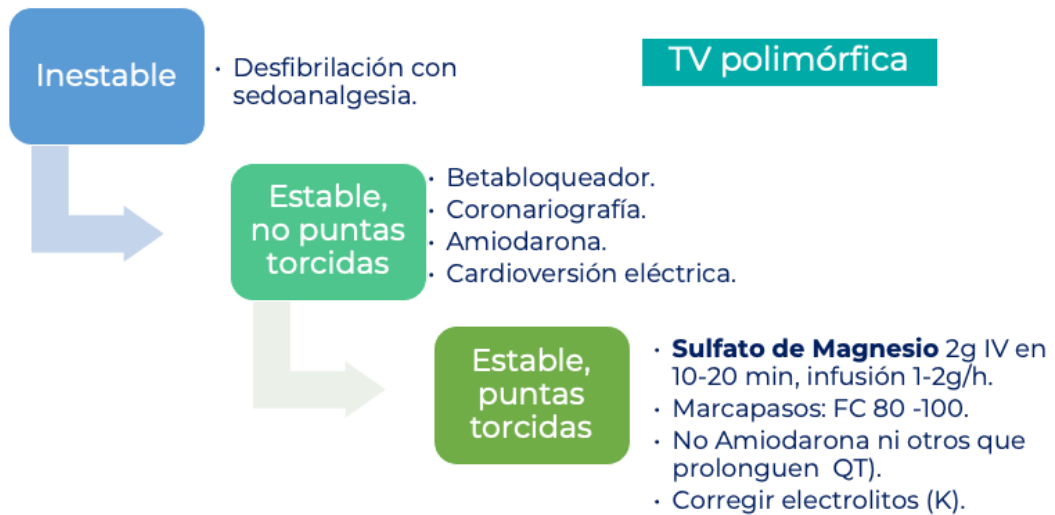 TV polimórfica
Inestable
· Desfibrilación con
sedoanalgesia.
Estable,
no puntas
torcidas
· Betabloqueador.
· Coronariografía.
· Amiodarona.
· Cardioversión eléctrica.
Estable,
puntas
torcidas
· Sulfato de Magnesio 2g IV en
10-20 min, infusión 1-2g/h.
· Marcapasos: FC 80 -100.
· No Amiodarona ni otros que
prolonguen QT).
· Corregir electrolitos (K).